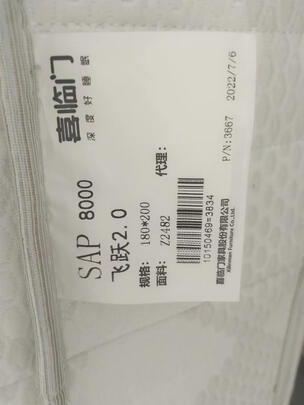 喜临门
深度好睡眠
SAP 8000
飞跃2.0
规格: 180*200
代理:
面料: Z2482
10150469=3834
喜临门家具股份有限公司
Xilinmen Furniture Co.,Ltd.
P/N:3667
2022/7/6